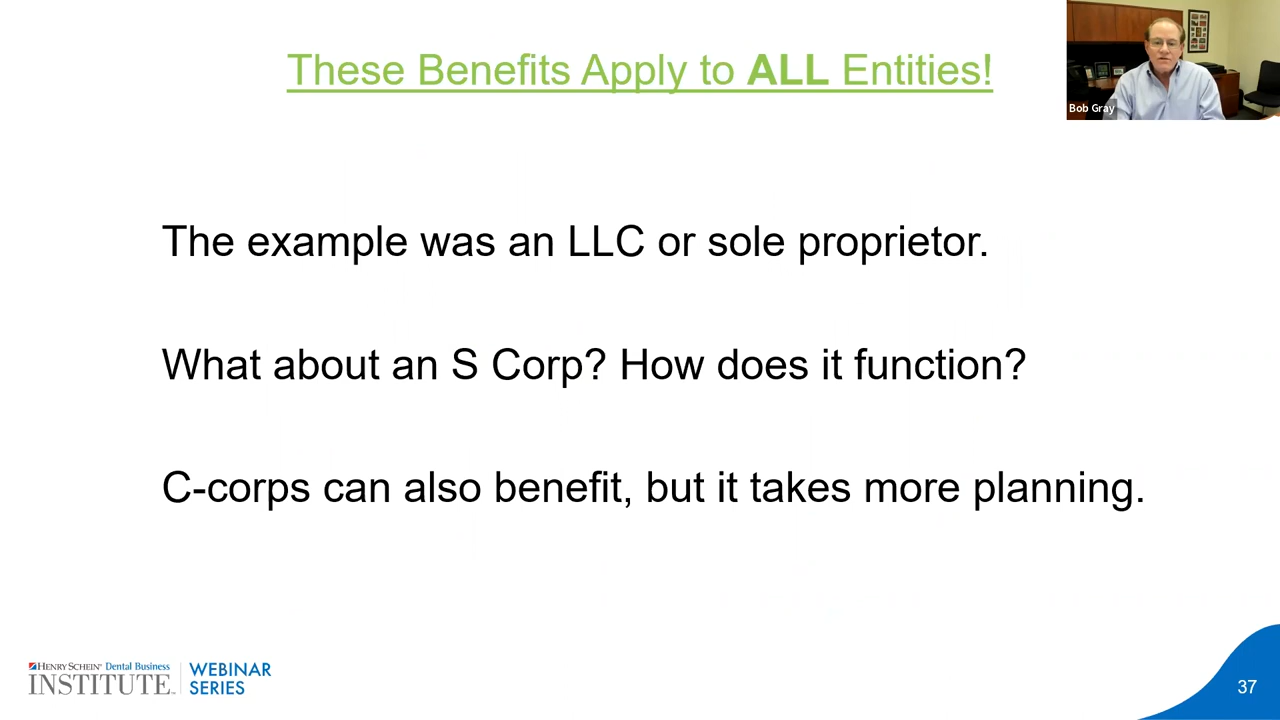 These Benefits Apply to ALL Entities!
Bob Gray
The example was an LLC or sole proprietor.
What about an S Corp? How does it function?
C-corps can also benefit, but it takes more planning.
HENRY SCHEIN® Dental Business
INSTITUTE™
WEBINAR
SERIES
37